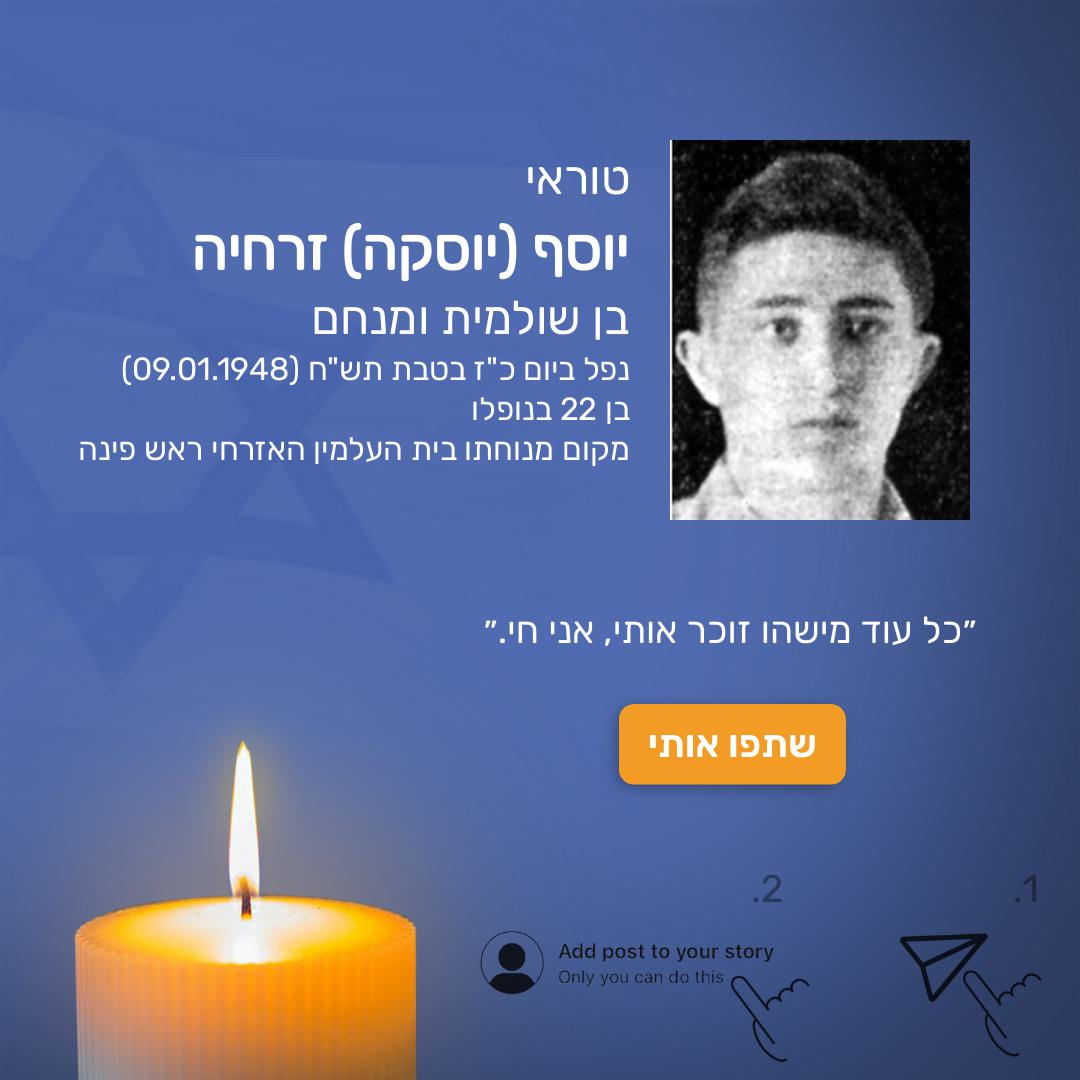 טוראי
יוסף (יוסקה) זרחיה
בן שולמית ומנחם
נפל ביום כ"ז בטבת תש"ח (09.01.1948)
בן 22 בנופלו
מקום מנוחתו בית העלמין האזרחי ראש פינה
״כל עוד מישהו זוכר אותי, אני חי.״
שתפו אותי
1.
2.
Add post to your story
Only you can do this